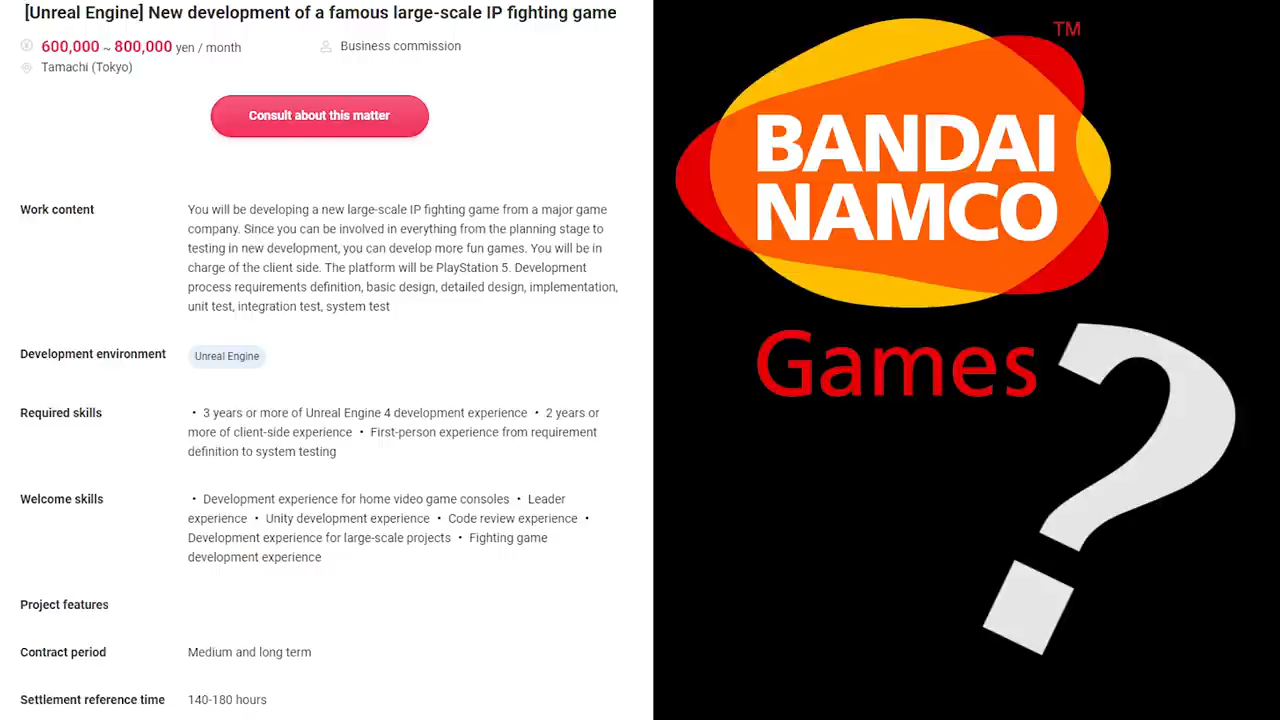 [Unreal Engine] New development of a famous large-scale IP fighting game
600,000 ~ 800,000 yen / month
Business commission
Tamachi (Tokyo)
Consult about this matter
Work content
You will be developing a new large-scale IP fighting game from a major game
company. Since you can be involved in everything from the planning stage to
testing in new development, you can develop more fun games. You will be in
charge of the client side. The platform will be PlayStation 5. Development
process requirements definition, basic design, detailed design, implementation,
unit test, integration test, system test
Development environment
Unreal Engine
Required skills
・ 3 years or more of Unreal Engine 4 development experience ・ 2 years or
more of client-side experience ・ First-person experience from requirement
definition to system testing
Welcome skills
・ Development experience for home video game consoles ・ Leader
experience ・ Unity development experience ・ Code review experience ・
Development experience for large-scale projects ・ Fighting game
development experience
Project features
Contract period
Medium and long term
Settlement reference time
140-180 hours
TM
BANDAI
NAMCO
Games
?